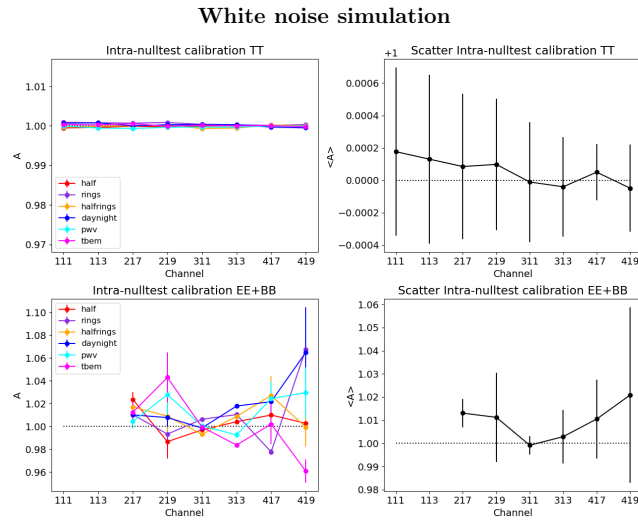 White noise simulation
Intra-nulltest calibration TT
A
1.01
1.00
0.99
0.98
0.97
half
rings
halfrings
daynight
pwv
tbem
111 113 217 219 311 313 417 419
Channel
Scatter Intra-nulltest calibration TT
+1
<A>
0.0006
0.0004
0.0002
0.0000
−0.0002
−0.0004
111 113 217 219 311 313 417 419
Channel
Intra-nulltest calibration EE+BB
A
1.10
1.08
1.06
1.04
1.02
1.00
0.98
0.96
half
rings
halfrings
daynight
pwv
tbem
111 113 217 219 311 313 417 419
Channel
Scatter Intra-nulltest calibration EE+BB
<A>
1.06
1.05
1.04
1.03
1.02
1.01
1.00
0.99
0.98
111 113 217 219 311 313 417 419
Channel